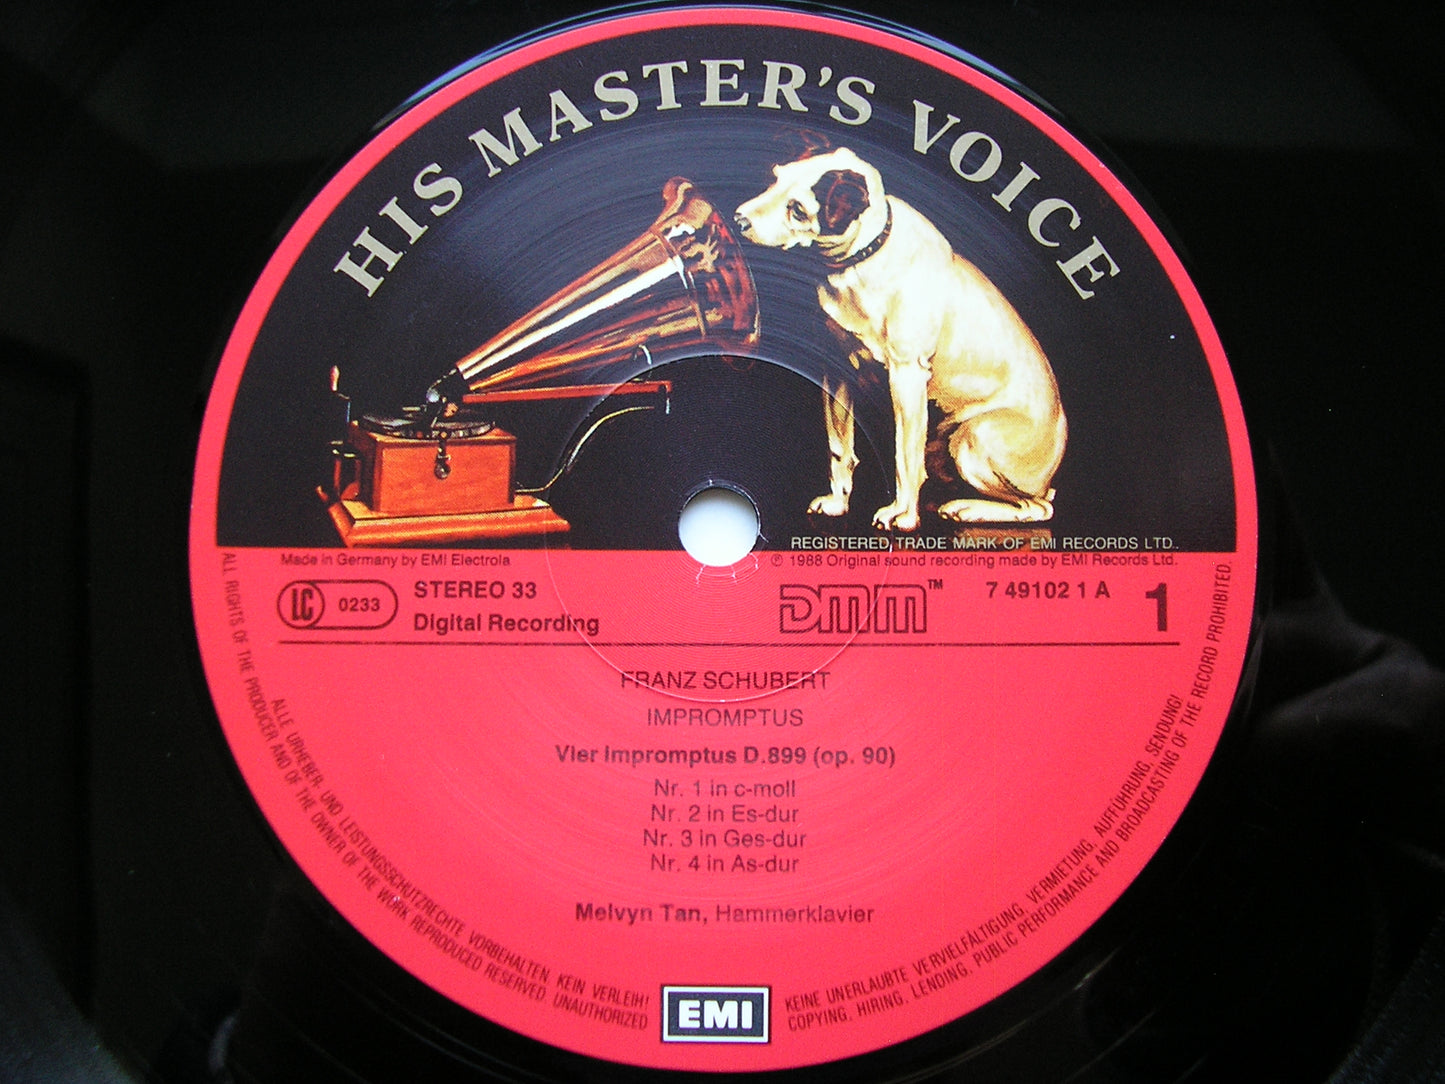 HIS MASTER'S VOICE
REGISTERED TRADE MARK OF EMI RECORDS LTD.
Made in Germany by EMI Electrola
℗ 1988 Original sound recording made by EMI Records Ltd.
LC 0233
STEREO 33
Digital Recording
DMM™
7 49102 1 A
1
FRANZ SCHUBERT
IMPROMPTUS
Vier Impromptus D.899 (op. 90)
Nr. 1 in c-moll
Nr. 2 in Es-dur
Nr. 3 in Ges-dur
Nr. 4 in As-dur
Melvyn Tan, Hammerklavier
ALLE URHEBER- UND LEISTUNGSSCHUTZRECHTE VORBEHALTEN. KEIN VERLEIH!
KEINE UNERLAUBTE VERVIELFÄLTIGUNG, VERMIETUNG, AUFFÜHRUNG, SENDUNG!
ALL RIGHTS OF THE PRODUCER AND OF THE OWNER OF THE WORK REPRODUCED RESERVED. UNAUTHORIZED
COPYING, HIRING, LENDING, PUBLIC PERFORMANCE AND BROADCASTING OF THE RECORD PROHIBITED.
EMI